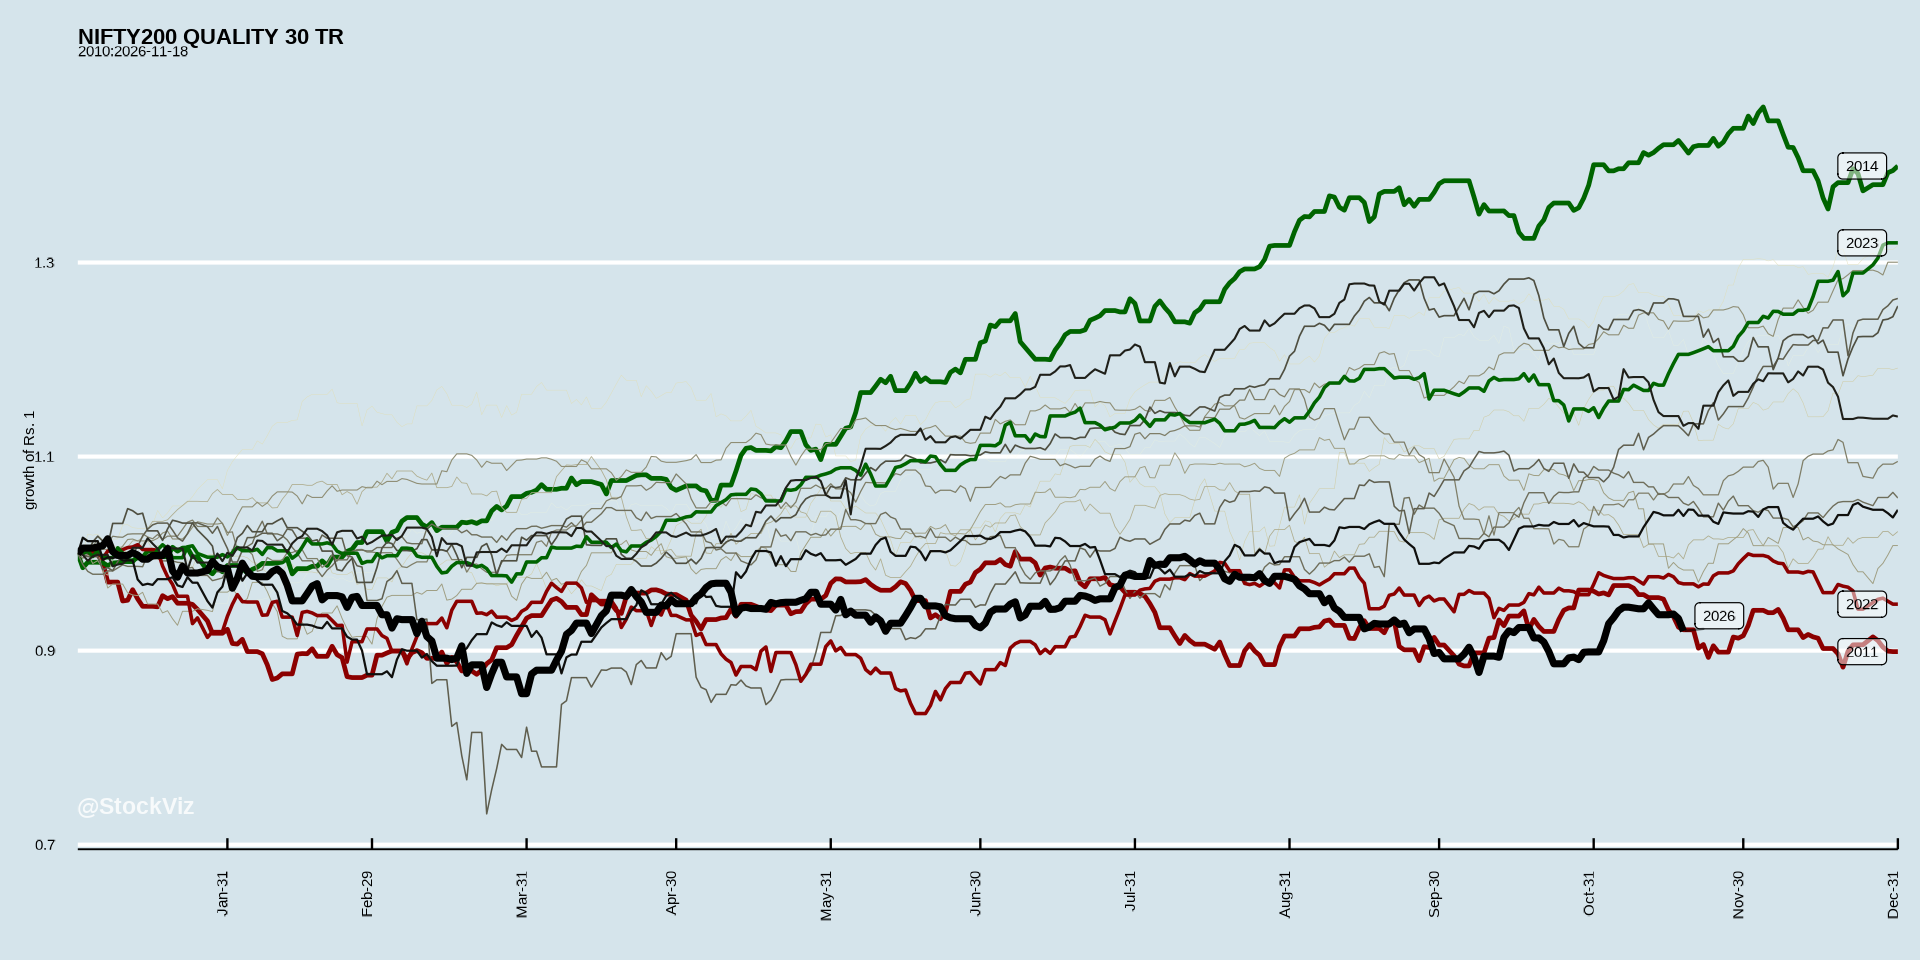 NIFTY200 QUALITY 30 TR
2010:2026-11-18
2014
2023
1.3
growth of Rs. 1
1.1
2022
2026
0.9
2011
@StockViz
0.7
Jan-31
Feb-29
Mar-31
Apr-30
May-31
Jun-30
Jul-31
Aug-31
Sep-30
Oct-31
Nov-30
Dec-31